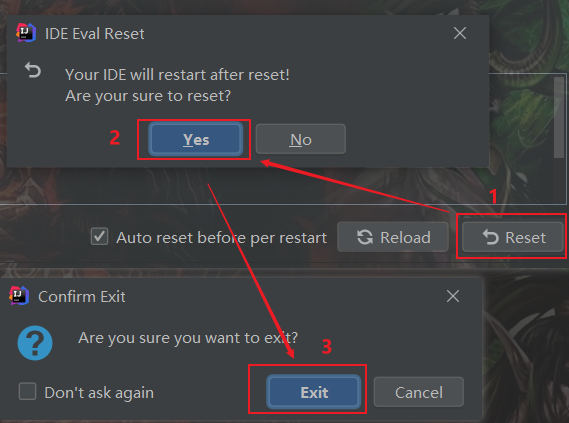 IDE Eval Reset
Your IDE will restart after reset!
Are your sure to reset?
2
Yes
No
1
Auto reset before per restart
Reload
Reset
Confirm Exit
Are you sure you want to exit?
3
Don't ask again
Exit
Cancel